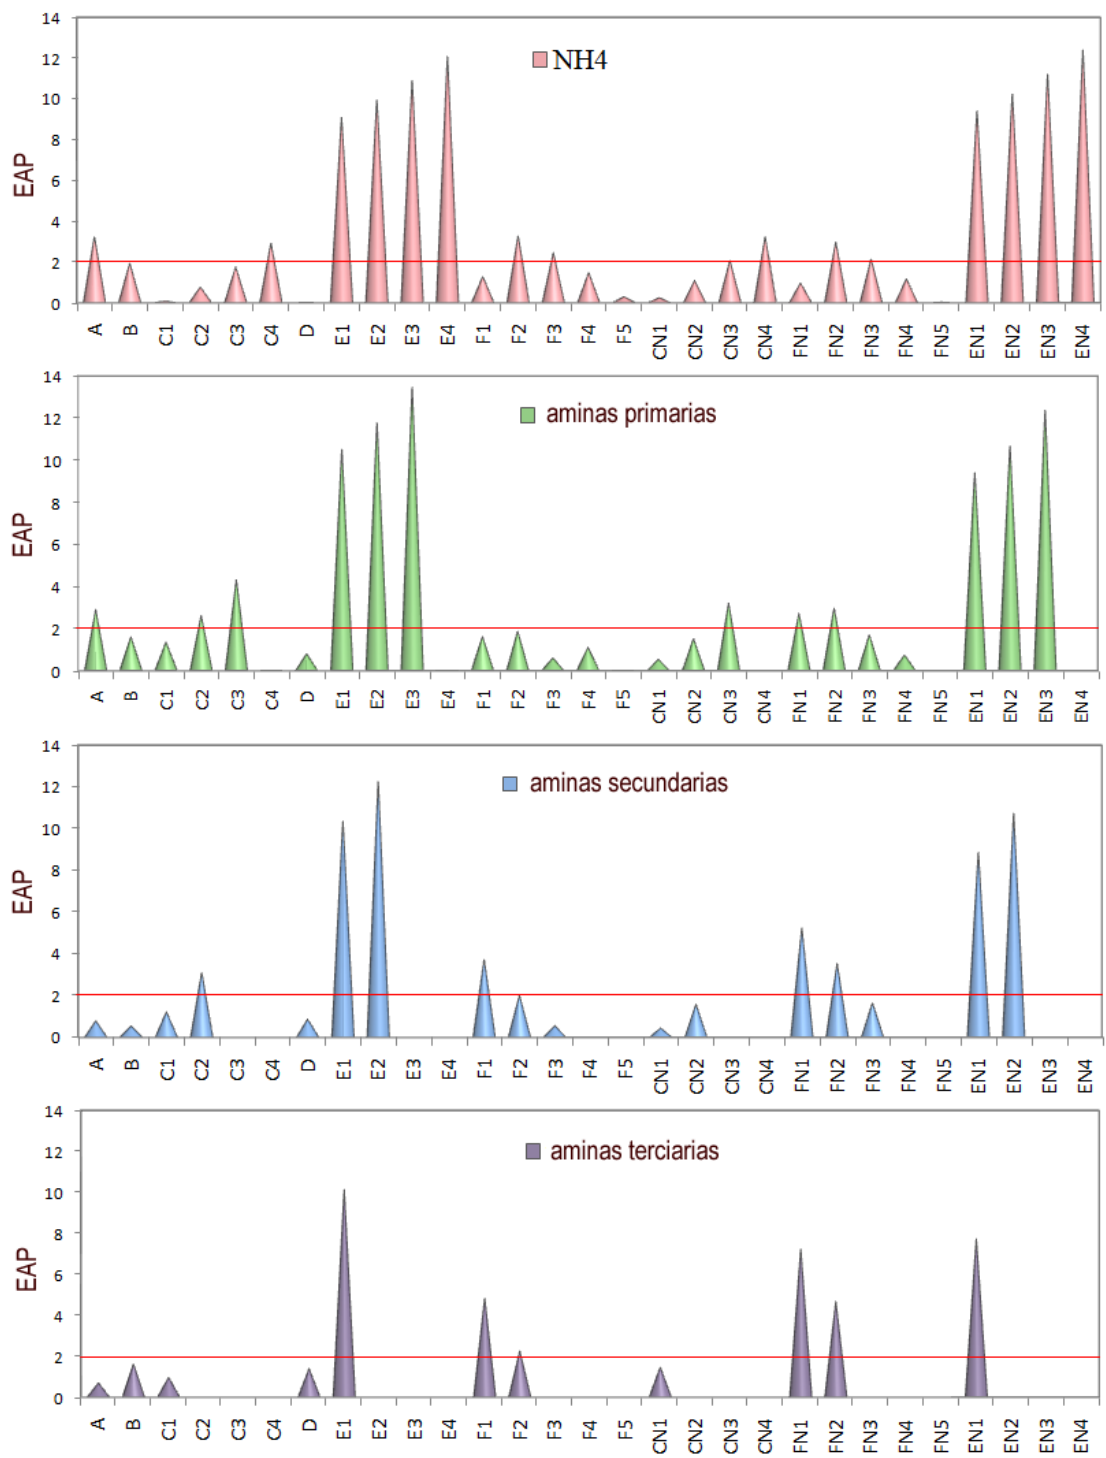 14
12
10
8
6
4
2
0
EAP
NH4
A B C1 C2 C3 C4 D E1 E2 E3 E4 F1 F2 F3 F4 F5 CN1 CN2 CN3 CN4 FN1 FN2 FN3 FN4 FN5 EN1 EN2 EN3 EN4
14
12
10
8
6
4
2
0
EAP
aminas primarias
A B C1 C2 C3 C4 D E1 E2 E3 E4 F1 F2 F3 F4 F5 CN1 CN2 CN3 CN4 FN1 FN2 FN3 FN4 FN5 EN1 EN2 EN3 EN4
14
12
10
8
6
4
2
0
EAP
aminas secundarias
A B C1 C2 C3 C4 D E1 E2 E3 E4 F1 F2 F3 F4 F5 CN1 CN2 CN3 CN4 FN1 FN2 FN3 FN4 FN5 EN1 EN2 EN3 EN4
14
12
10
8
6
4
2
0
EAP
aminas terciarias
A B C1 C2 C3 C4 D E1 E2 E3 E4 F1 F2 F3 F4 F5 CN1 CN2 CN3 CN4 FN1 FN2 FN3 FN4 FN5 EN1 EN2 EN3 EN4